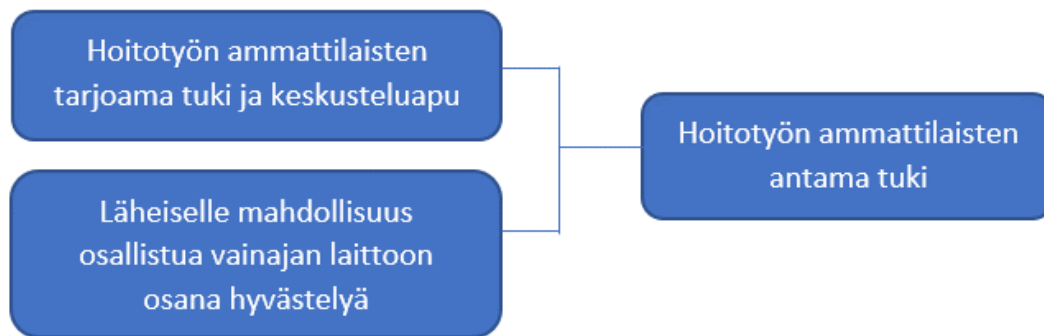 Hoitotyön ammattilaisten
tarjoama tuki ja keskusteluapu
Läheiselle mahdollisuus
osallistua vainajan laittoon
osana hyvästelyä
Hoitotyön ammattilaisten
antama tuki